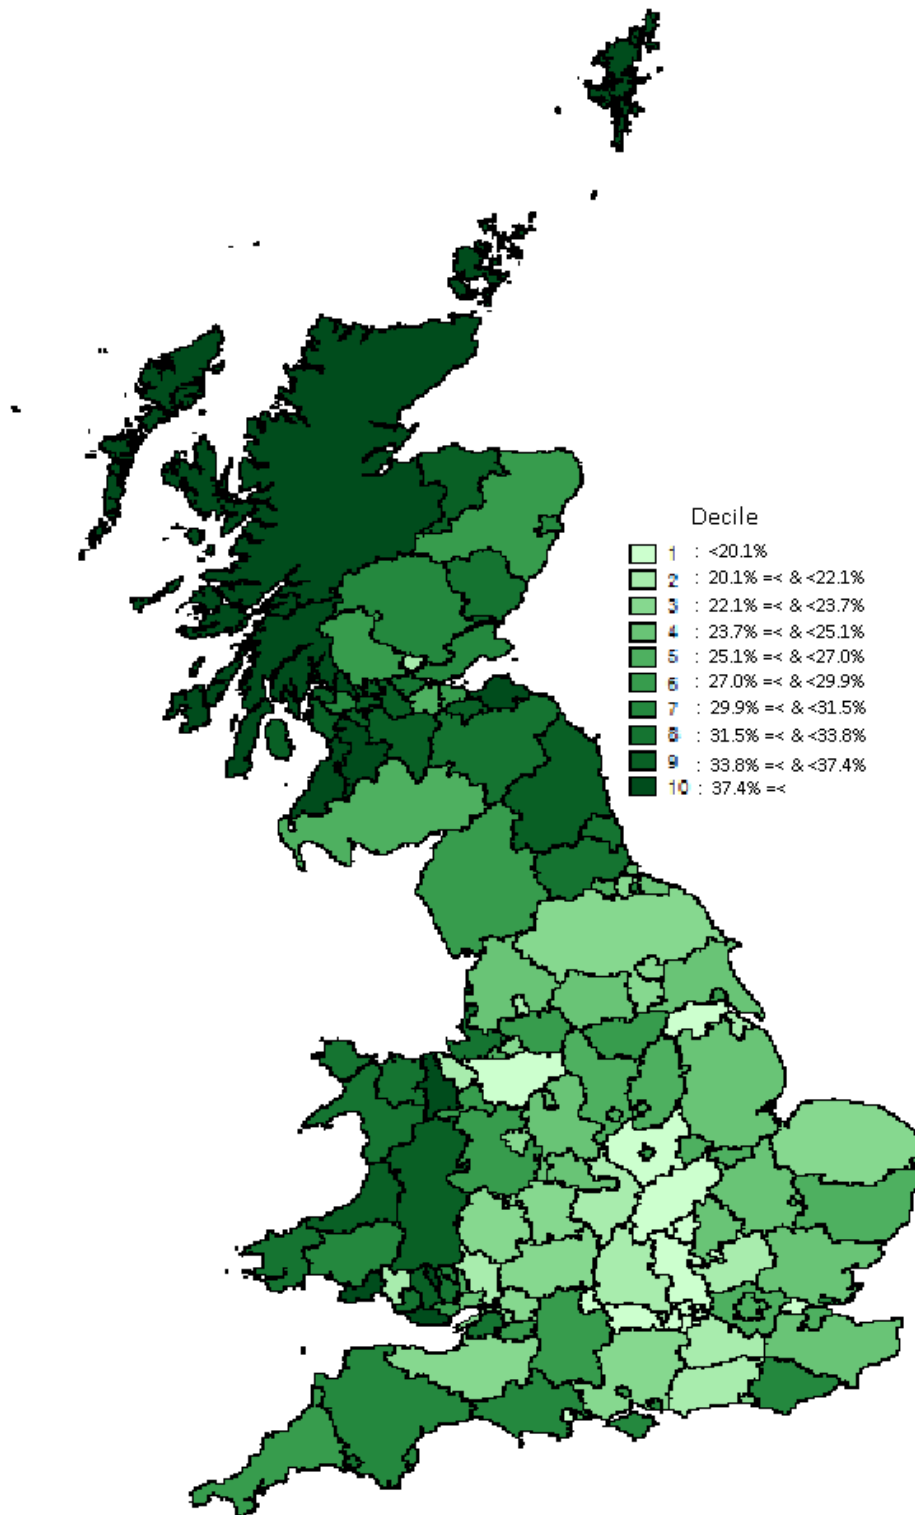 Decile
1 : <20.1%
2 : 20.1% =< & <22.1%
3 : 22.1% =< & <23.7%
4 : 23.7% =< & <25.1%
5 : 25.1% =< & <27.0%
6 : 27.0% =< & <29.9%
7 : 29.9% =< & <31.5%
8 : 31.5% =< & <33.8%
9 : 33.8% =< & <37.4%
10 : 37.4% =<